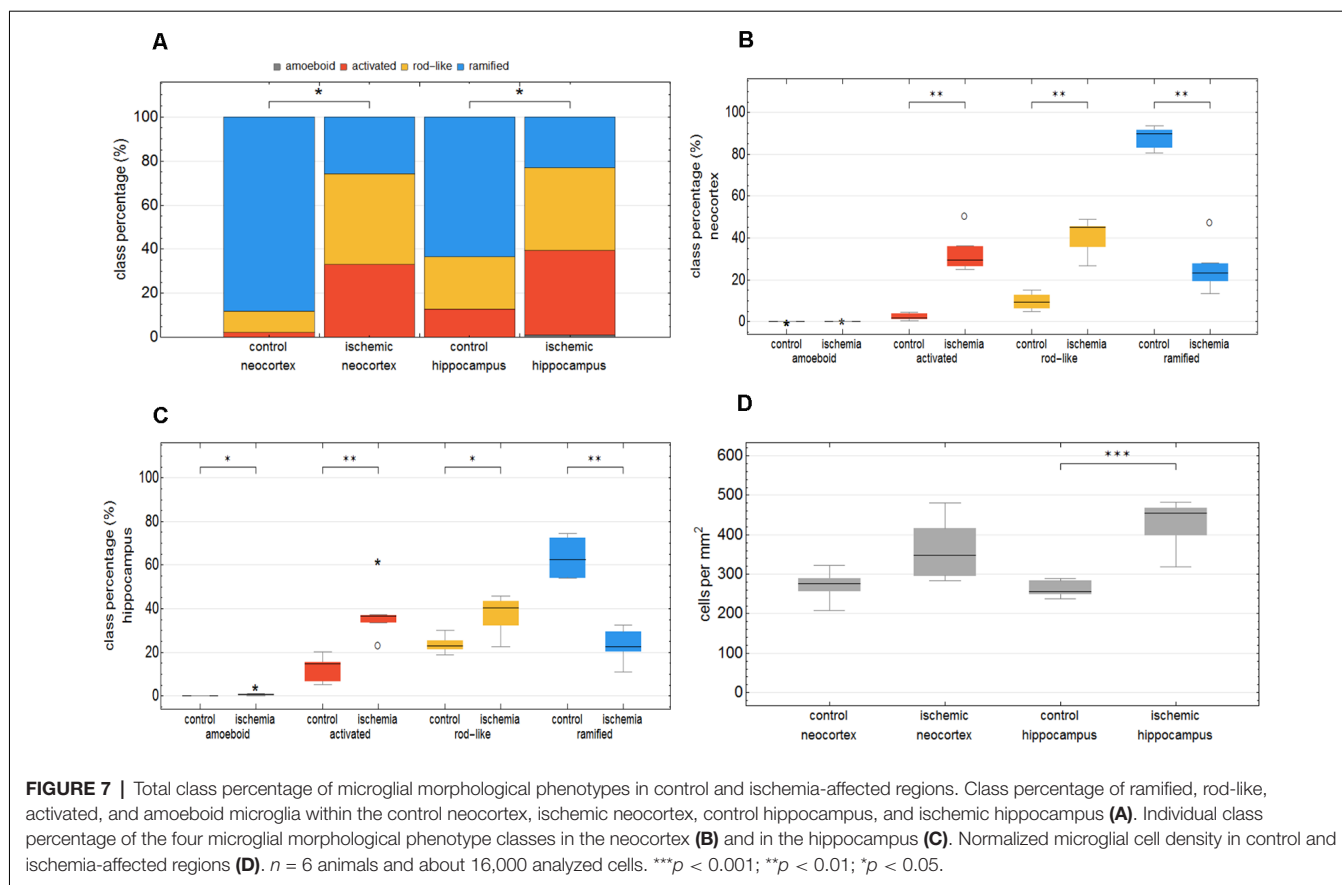 A
amoeboid activated rod-like ramified
* *
class percentage (%)
100
80
60
40
20
0
control neocortex
ischemic neocortex
control hippocampus
ischemic hippocampus
B
** ** **
class percentage (%)
neocortex
100
80
60
40
20
0
control ischemia control ischemia control ischemia control ischemia
amoeboid activated rod-like ramified
C
* ** * **
class percentage (%)
hippocampus
100
80
60
40
20
0
control ischemia control ischemia control ischemia control ischemia
amoeboid activated rod-like ramified
D
***
cells per mm²
600
500
400
300
200
100
0
control neocortex
ischemic neocortex
control hippocampus
ischemic hippocampus
FIGURE 7 | Total class percentage of microglial morphological phenotypes in control and ischemia-affected regions. Class percentage of ramified, rod-like,
activated, and amoeboid microglia within the control neocortex, ischemic neocortex, control hippocampus, and ischemic hippocampus (A). Individual class
percentage of the four microglial morphological phenotype classes in the neocortex (B) and in the hippocampus (C). Normalized microglial cell density in control and
ischemia-affected regions (D). n = 6 animals and about 16,000 analyzed cells. ***p < 0.001; **p < 0.01; *p < 0.05.